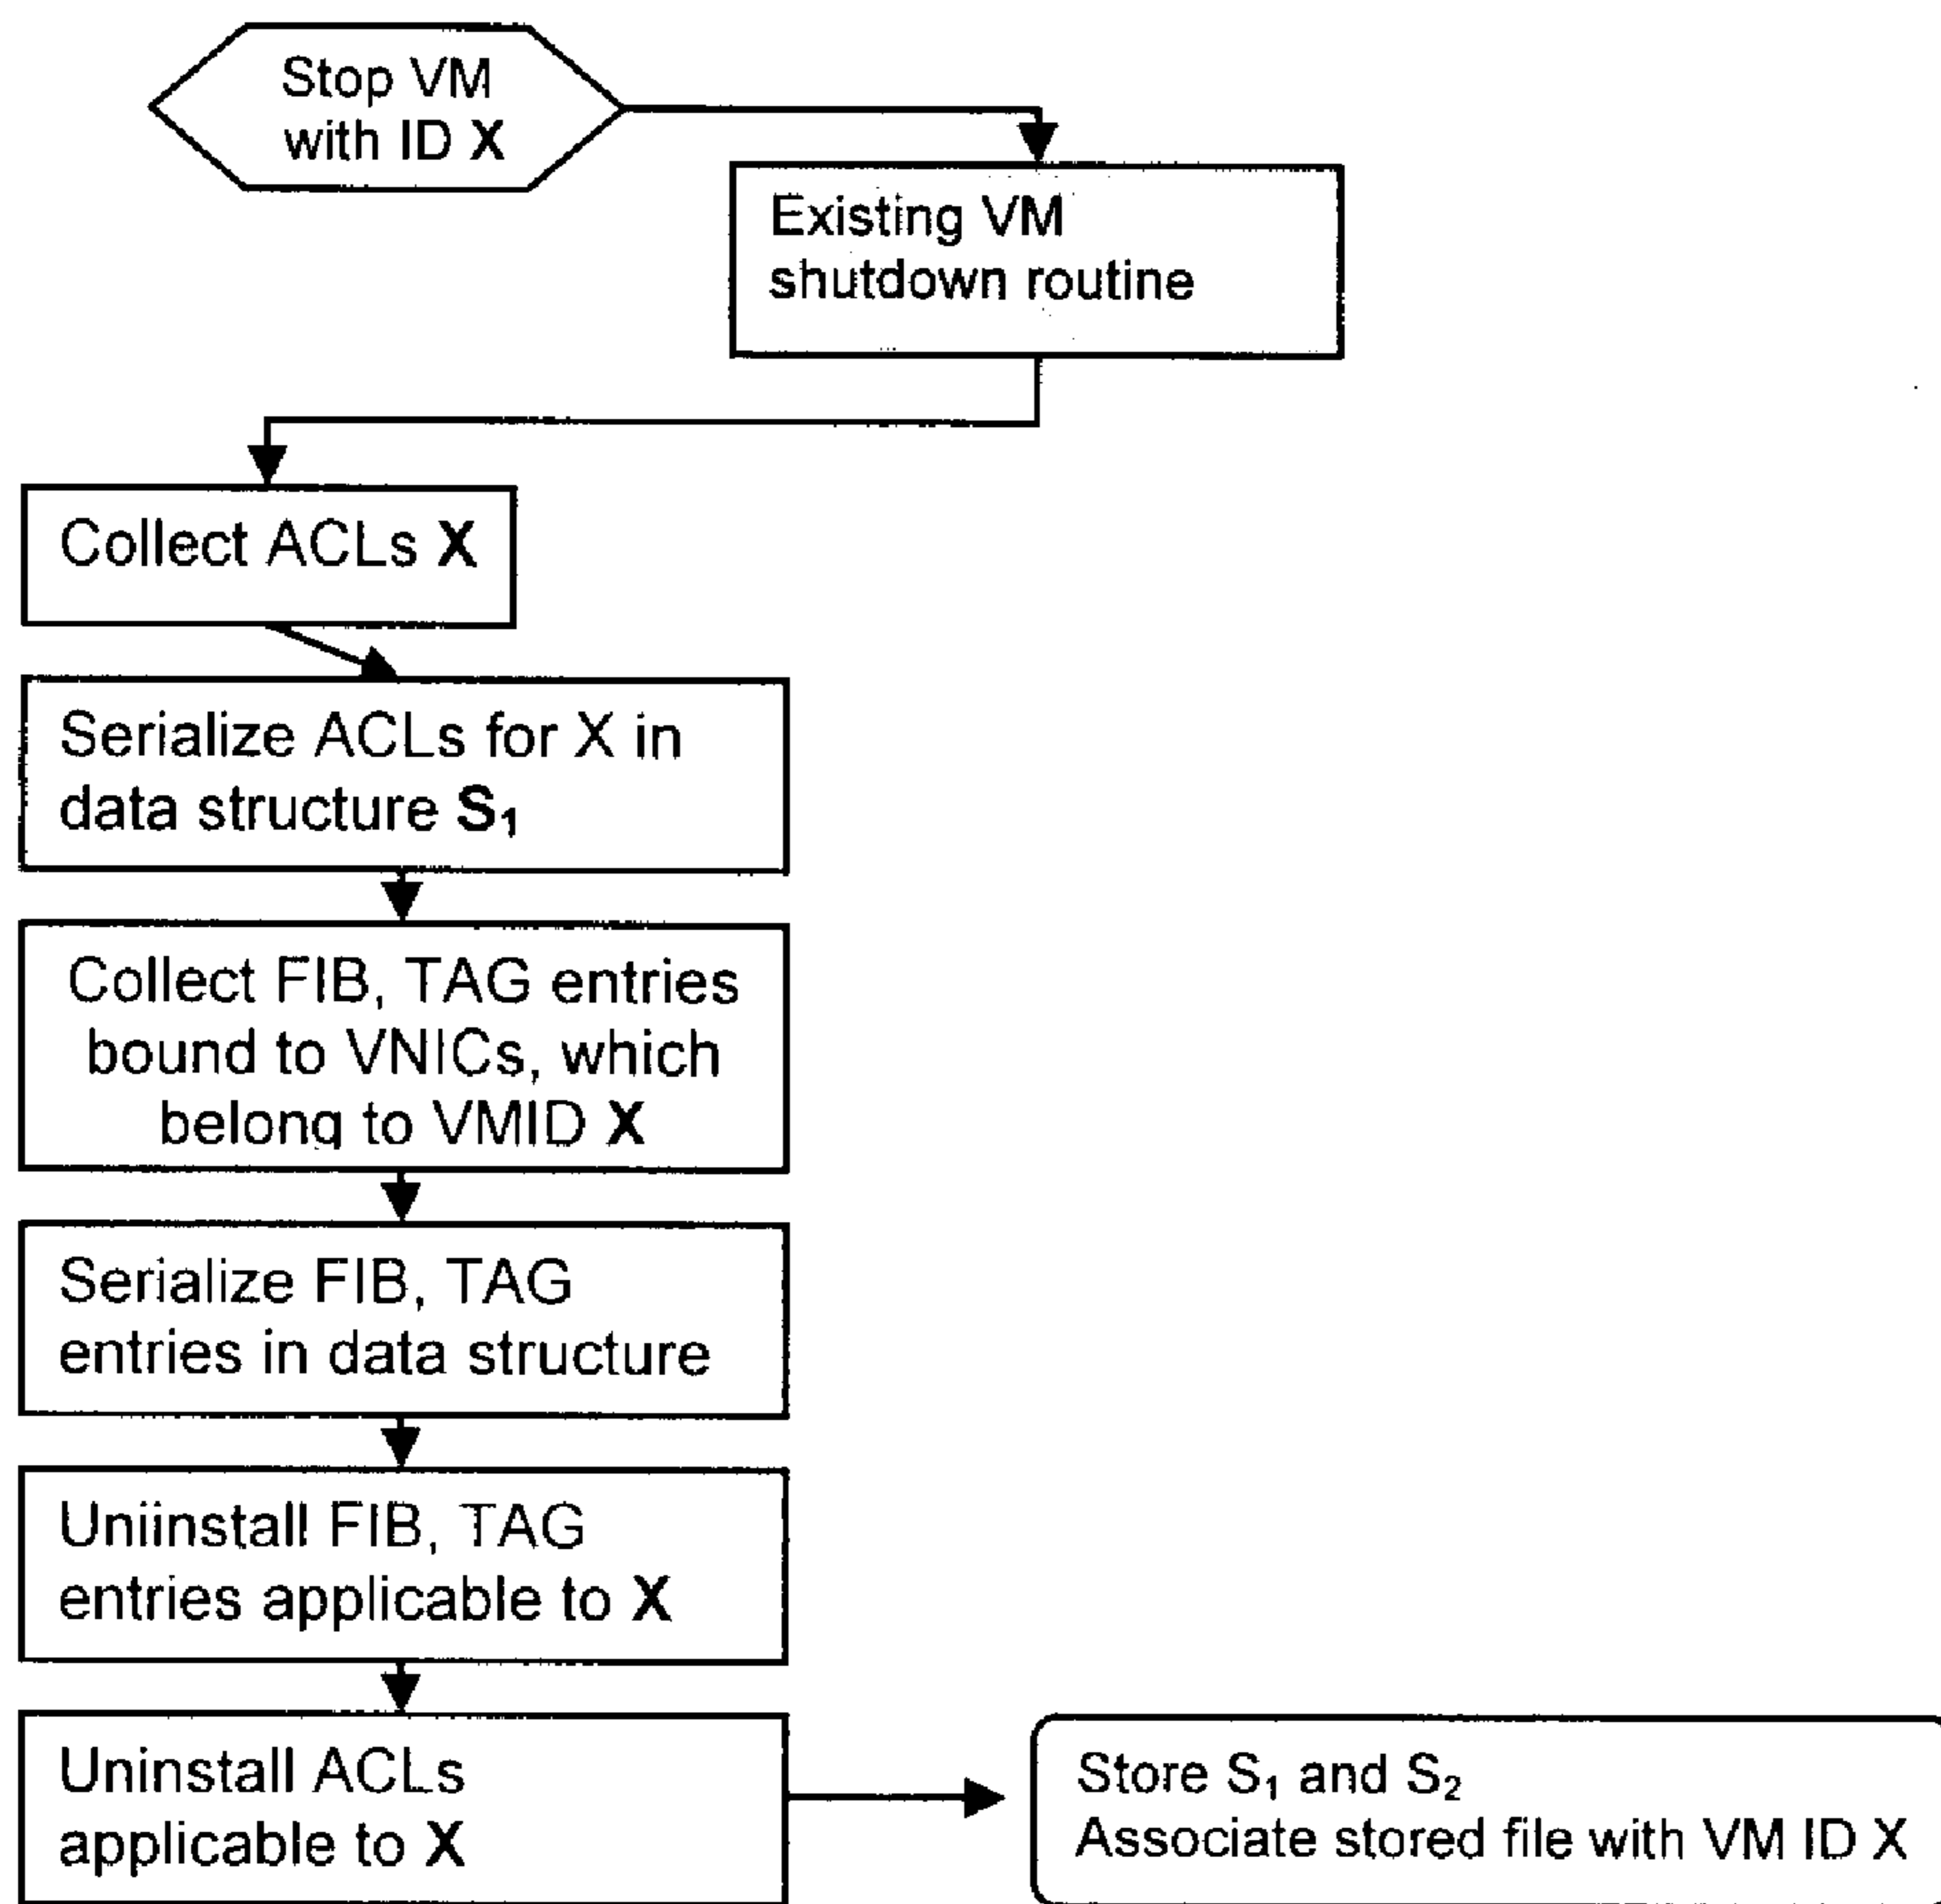 Stop VM
with ID X
Existing VM
shutdown routine
Collect ACLs X
Serialize ACLs for X in
data structure S₁
Collect FIB, TAG entries
bound to VNICs, which
belong to VMID X
Serialize FIB, TAG
entries in data structure
Uniinstall FIB, TAG
entries applicable to X
Uninstall ACLs
applicable to X
Store S₁ and S₂
Associate stored file with VM ID X